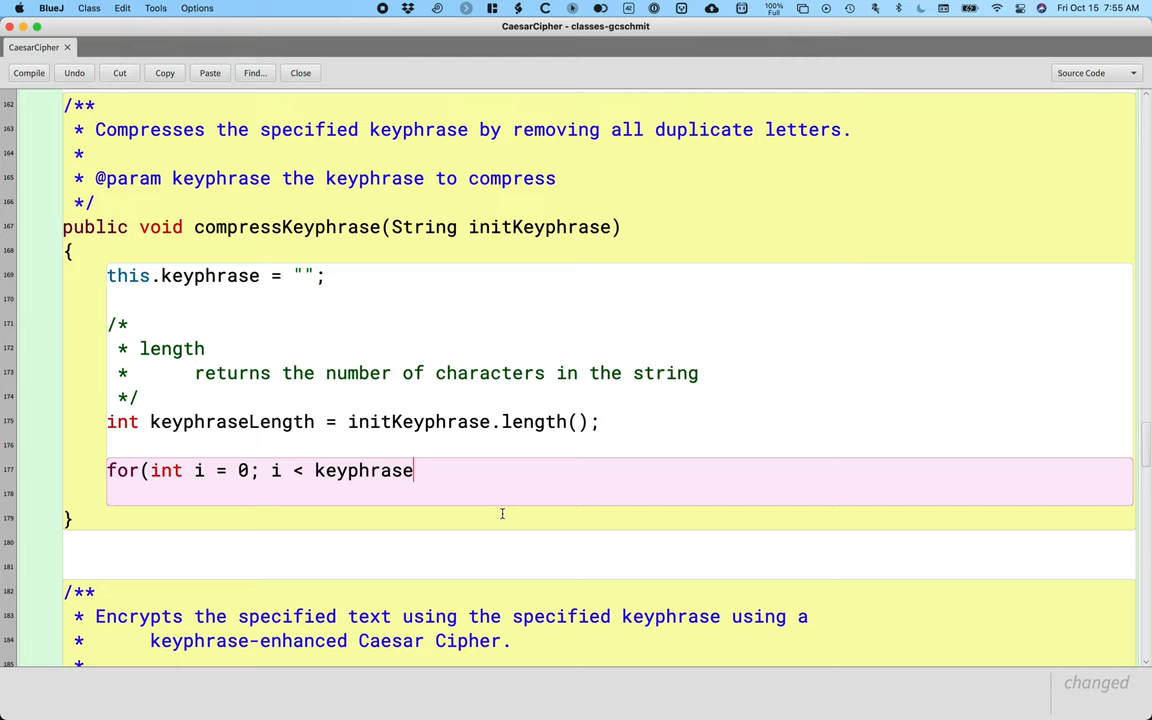 BlueJ Class Edit Tools Options 100% Full 42 Fri Oct 15 7:55 AM
CaesarCipher - classes-gcschmit
CaesarCipher ×
Compile Undo Cut Copy Paste Find... Close Source Code
162 /**
163 * Compresses the specified keyphrase by removing all duplicate letters.
164 *
165 * @param keyphrase the keyphrase to compress
166 */
167 public void compressKeyphrase(String initKeyphrase)
168 {
169 this.keyphrase = "";
170
171 /*
172 * length
173 * returns the number of characters in the string
174 */
175 int keyphraseLength = initKeyphrase.length();
176
177 for(int i = 0; i < keyphrase
178
179 }
180
181
182 /**
183 * Encrypts the specified text using the specified keyphrase using a
184 * keyphrase-enhanced Caesar Cipher.
185 *
changed